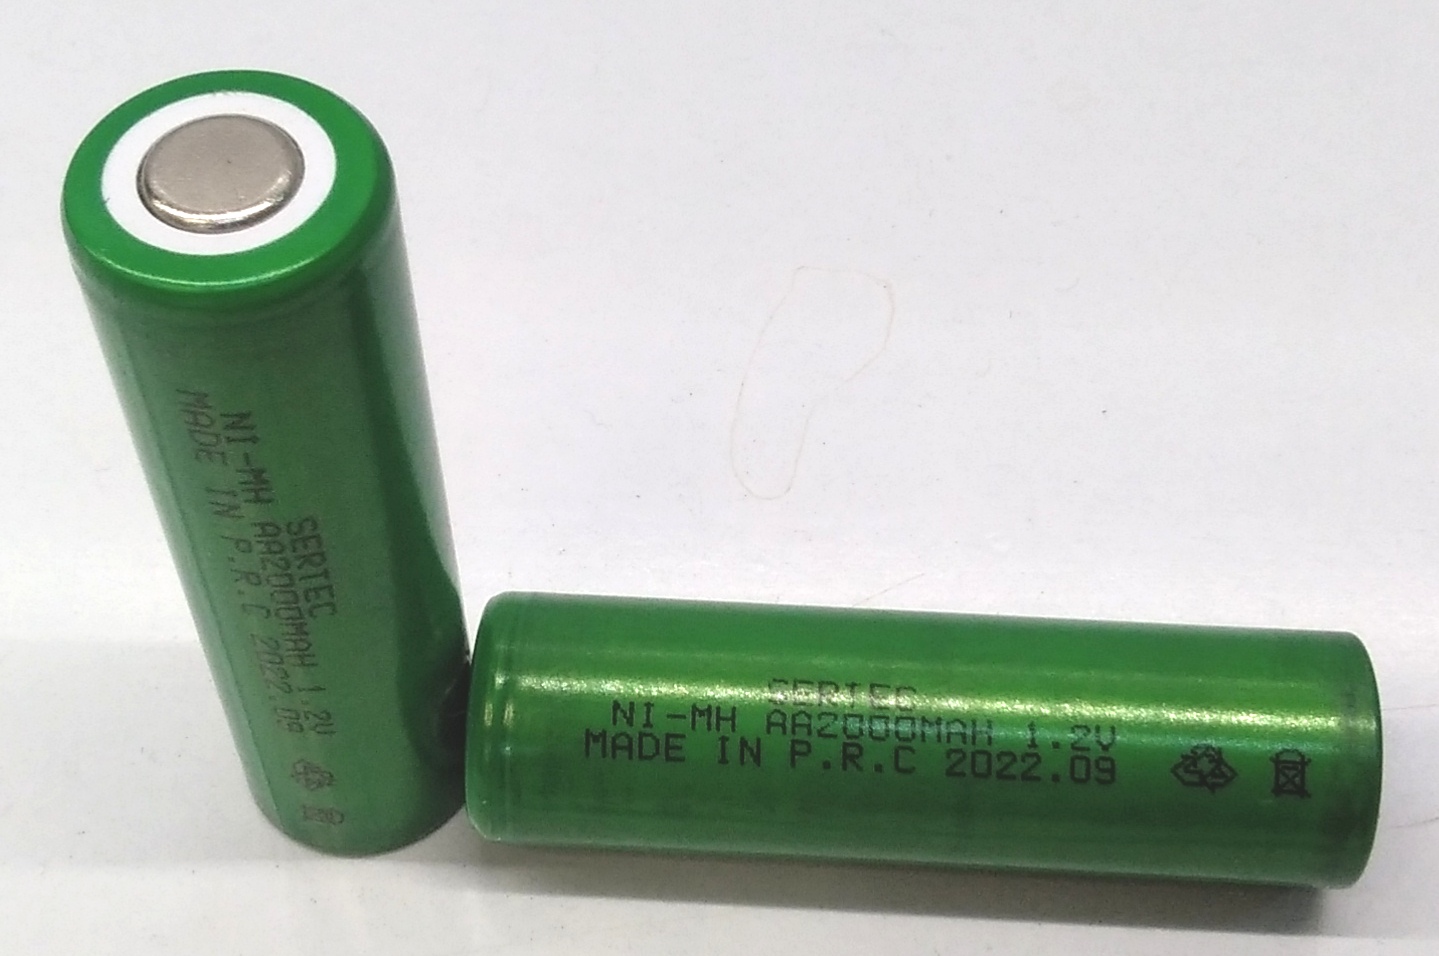 SERTEC
NI-MH AA2000MAH 1.2V
MADE IN P.R.C 2022.09
SERTEC
NI-MH AA2000MAH 1.2V
MADE IN P.R.C 2022.09